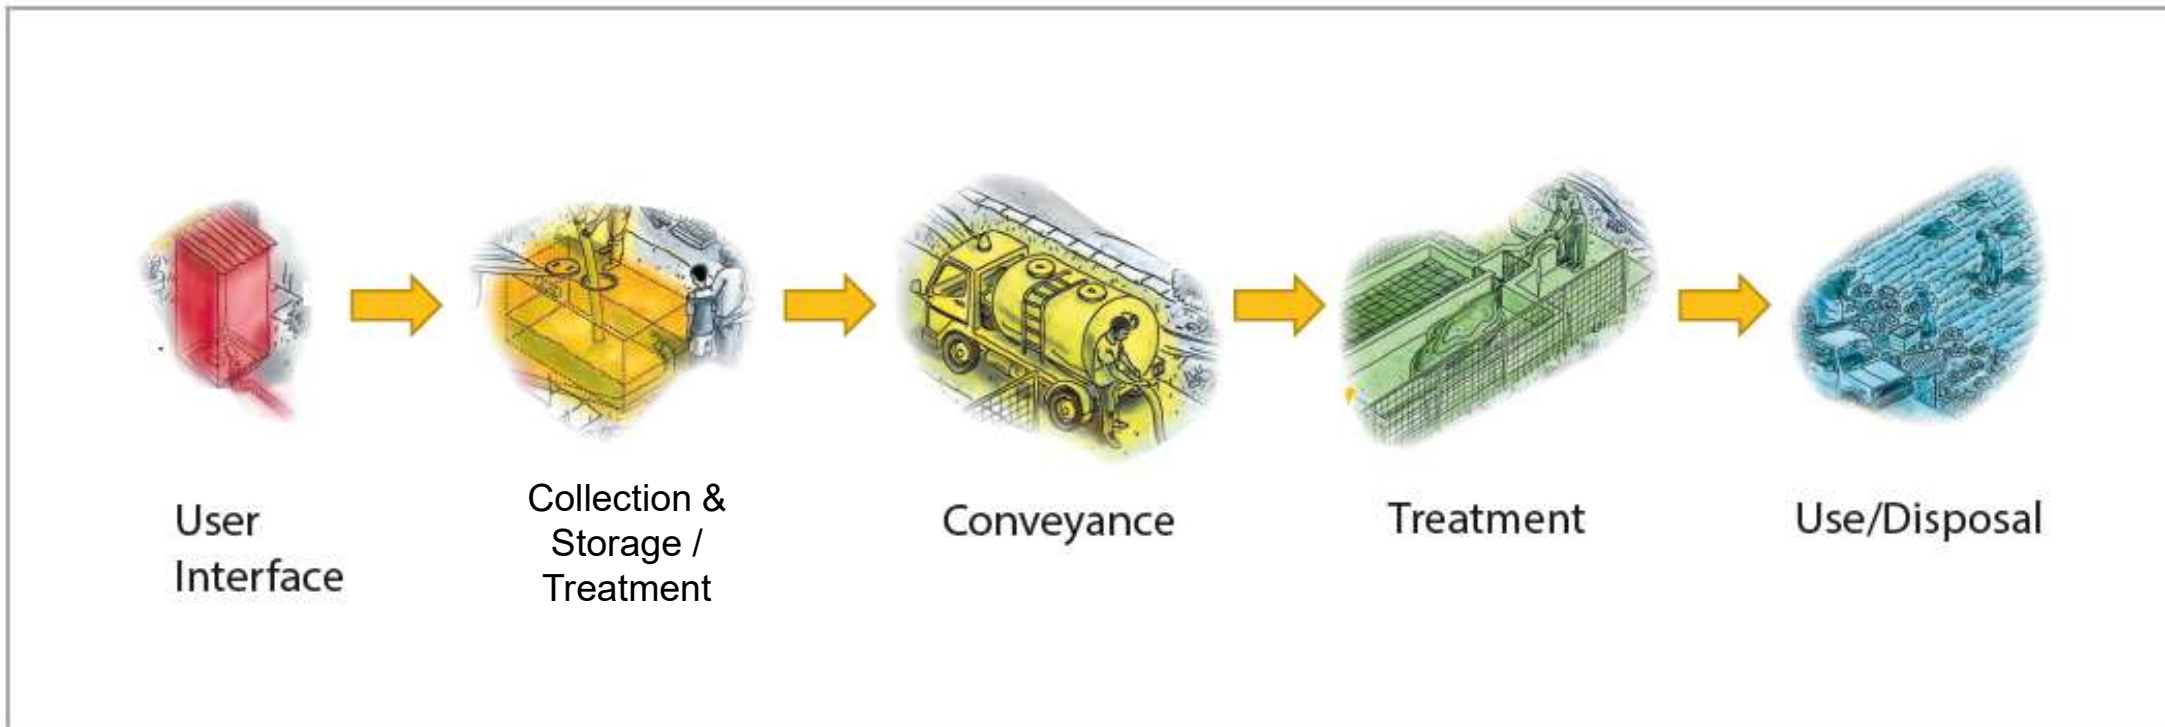 User
Interface
Collection &
Storage /
Treatment
Conveyance
Treatment
Use/Disposal